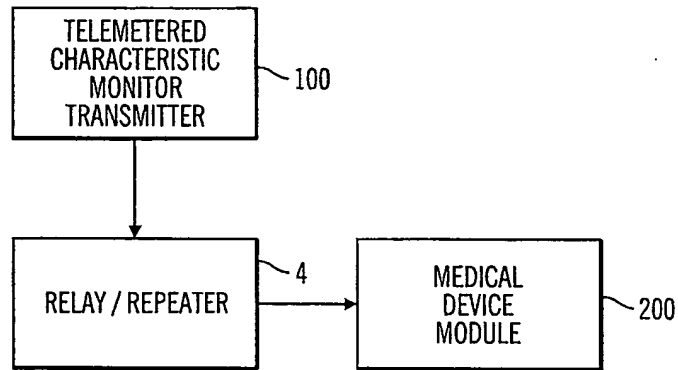 TELEMETERED
CHARACTERISTIC
MONITOR
TRANSMITTER
100
RELAY / REPEATER
4
MEDICAL
DEVICE
MODULE
200